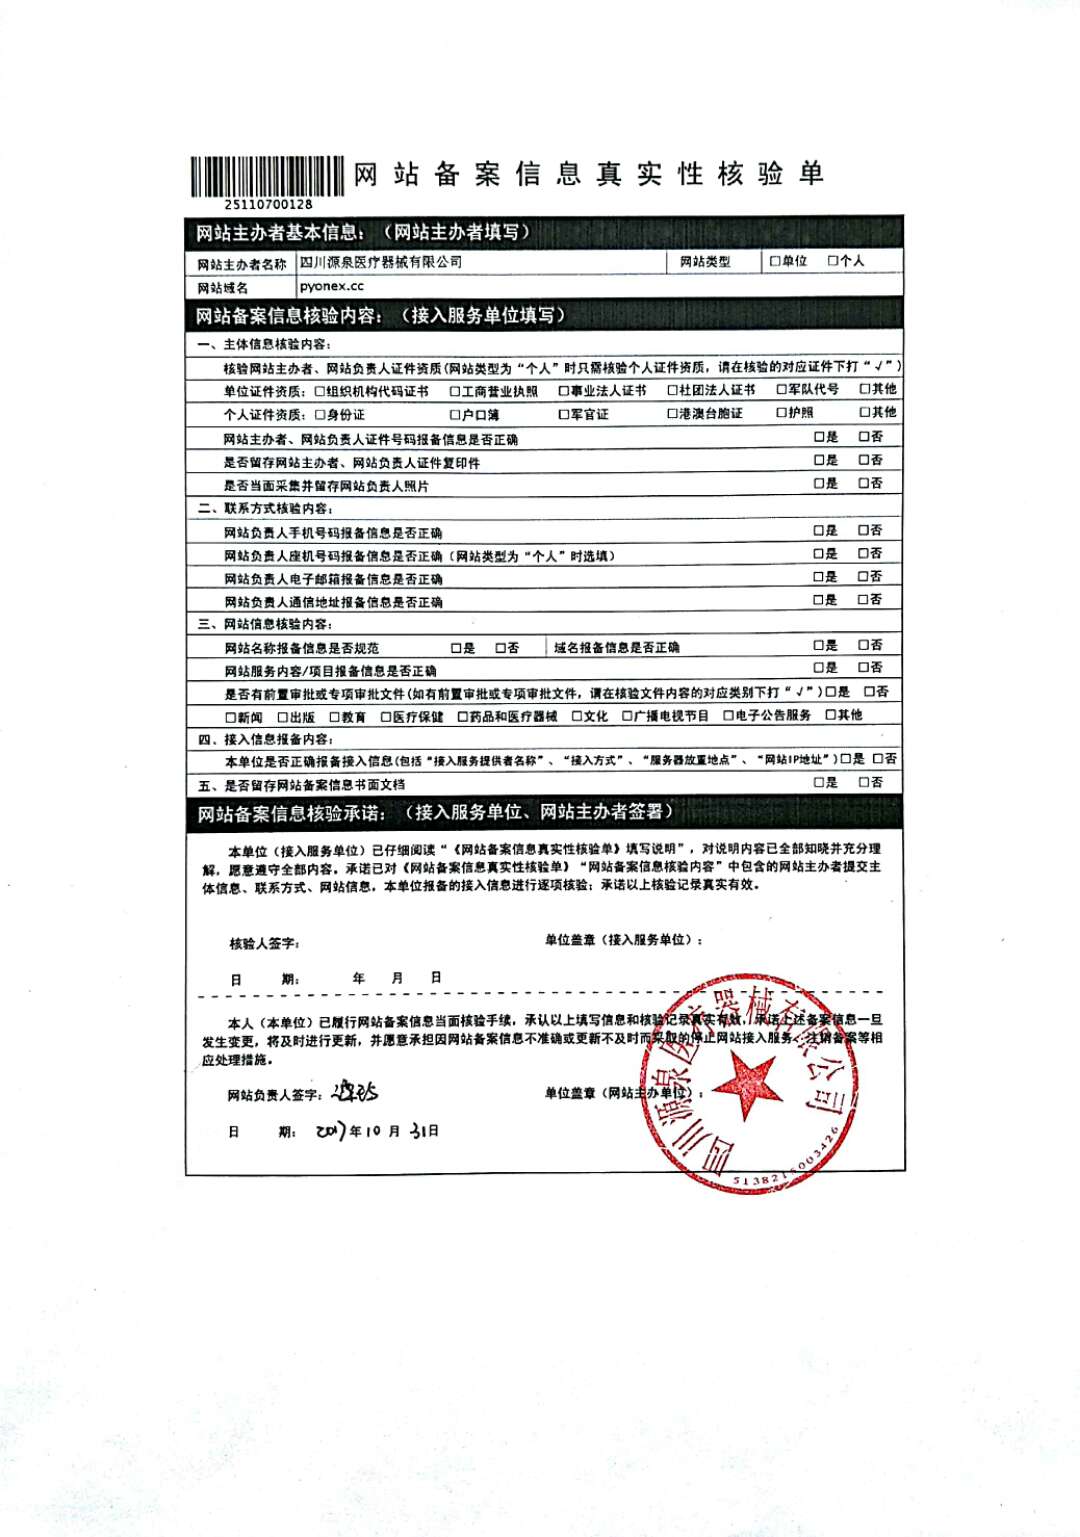 网站备案信息真实性核验单
25110700128
网站主办者基本信息：（网站主办者填写）
网站主办者名称 四川源泉医疗器械有限公司 网站类型 □单位 □个人
网站域名 pyonex.cc
网站备案信息核验内容：（接入服务单位填写）
一、主体信息核验内容：
核验网站主办者、网站负责人证件资质(网站类型为“个人”时只需核验个人证件资质，请在核验的对应证件下打“√”)
单位证件资质：□组织机构代码证书 □工商营业执照 □事业法人证书 □社团法人证书 □军队代号 □其他
个人证件资质：□身份证 □户口簿 □军官证 □港澳台胞证 □护照 □其他
网站主办者、网站负责人证件号码报备信息是否正确 □是 □否
是否留存网站主办者、网站负责人证件复印件 □是 □否
是否当面采集并留存网站负责人照片 □是 □否
二、联系方式核验内容：
网站负责人手机号码报备信息是否正确 □是 □否
网站负责人座机号码报备信息是否正确（网站类型为“个人”时选填） □是 □否
网站负责人电子邮箱报备信息是否正确 □是 □否
网站负责人通信地址报备信息是否正确 □是 □否
三、网站信息核验内容：
网站名称报备信息是否规范 □是 □否 域名报备信息是否正确 □是 □否
网站服务内容/项目报备信息是否正确 □是 □否
是否有前置审批或专项审批文件(如有前置审批或专项审批文件，请在核验文件内容的对应类别下打“√”)□是 □否
□新闻 □出版 □教育 □医疗保健 □药品和医疗器械 □文化 □广播电视节目 □电子公告服务 □其他
四、接入信息报备内容：
本单位是否正确报备接入信息(包括“接入服务提供者名称”、“接入方式”、“服务器放置地点”、“网站IP地址”)□是 □否
五、是否留存网站备案信息书面文档 □是 □否
网站备案信息核验承诺：（接入服务单位、网站主办者签署）
本单位（接入服务单位）已仔细阅读“《网站备案信息真实性核验单》填写说明”，对说明内容已全部知晓并充分理
解，愿意遵守全部内容。承诺已对《网站备案信息真实性核验单》“网站备案信息核验内容”中包含的网站主办者提交主
体信息、联系方式、网站信息，本单位报备的接入信息进行逐项核验；承诺以上核验记录真实有效。
核验人签字： 单位盖章（接入服务单位）：
日 期： 年 月 日
本人（本单位）已履行网站备案信息当面核验手续，承认以上填写信息和核验记录真实有效，承诺上述备案信息一旦
发生变更，将及时进行更新，并愿意承担因网站备案信息不准确或更新不及时而采取的停止网站接入服务、注销备案等相
应处理措施。
网站负责人签字： 单位盖章（网站主办单位）：
日 期： 2017年10月31日
四川源泉医疗器械有限公司
5138215003426